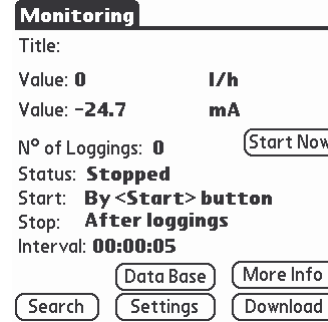 Monitoring
Title:
Value: 0 l/h
Value: -24.7 mA
Nº of Loggings: 0 Start Now
Status: Stopped
Start: By <Start> button
Stop: After loggings
Interval: 00:00:05
Data Base More Info
Search Settings Download